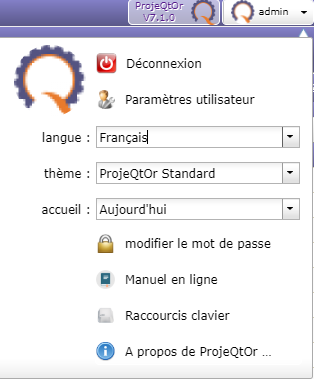 ProjeQtOr
V7.1.0
admin
Déconnexion
Paramètres utilisateur
langue : Français
thème : ProjeQtOr Standard
accueil : Aujourd'hui
modifier le mot de passe
Manuel en ligne
Raccourcis clavier
A propos de ProjeQtOr ...